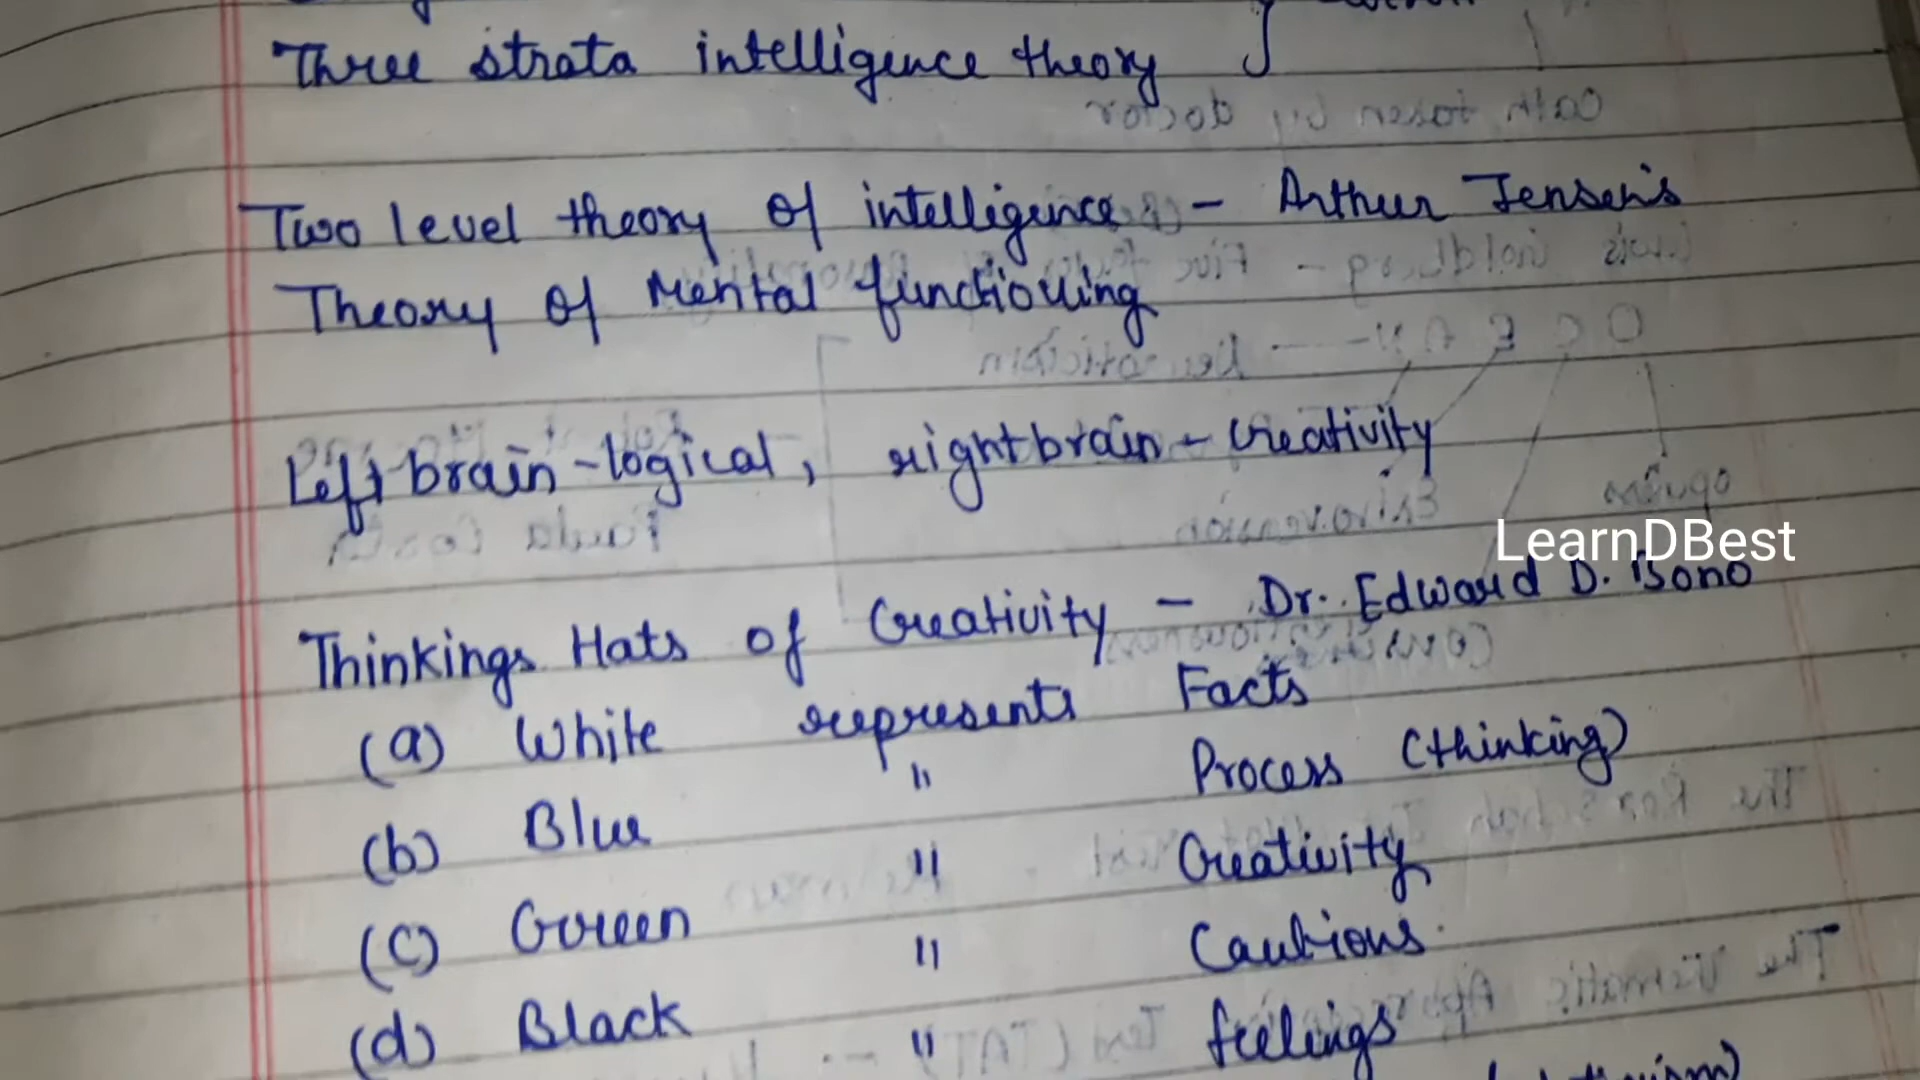 Three strata intelligence theory
Two level theory of intelligence - Arthur Jensen's
Theory of Mental functioning
Left brain - logical, right brain - creativity
LearnDBest
Thinkings Hats of Creativity - Dr. Edward D. Bono
(a) White represents Facts
(b) Blue " Process (thinking)
(c) Green " Creativity
(d) Black " Cautions
" feelings